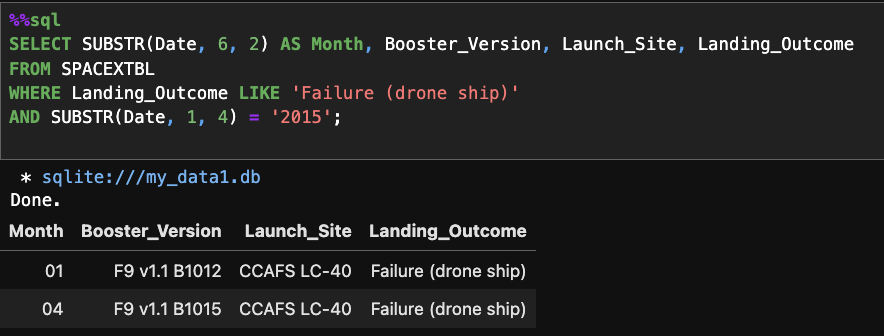 %%sql
SELECT SUBSTR(Date, 6, 2) AS Month, Booster_Version, Launch_Site, Landing_Outcome
FROM SPACEXTBL
WHERE Landing_Outcome LIKE 'Failure (drone ship)'
AND SUBSTR(Date, 1, 4) = '2015';
* sqlite:///my_data1.db
Done.
Month Booster_Version Launch_Site Landing_Outcome
01 F9 v1.1 B1012 CCAFS LC-40 Failure (drone ship)
04 F9 v1.1 B1015 CCAFS LC-40 Failure (drone ship)